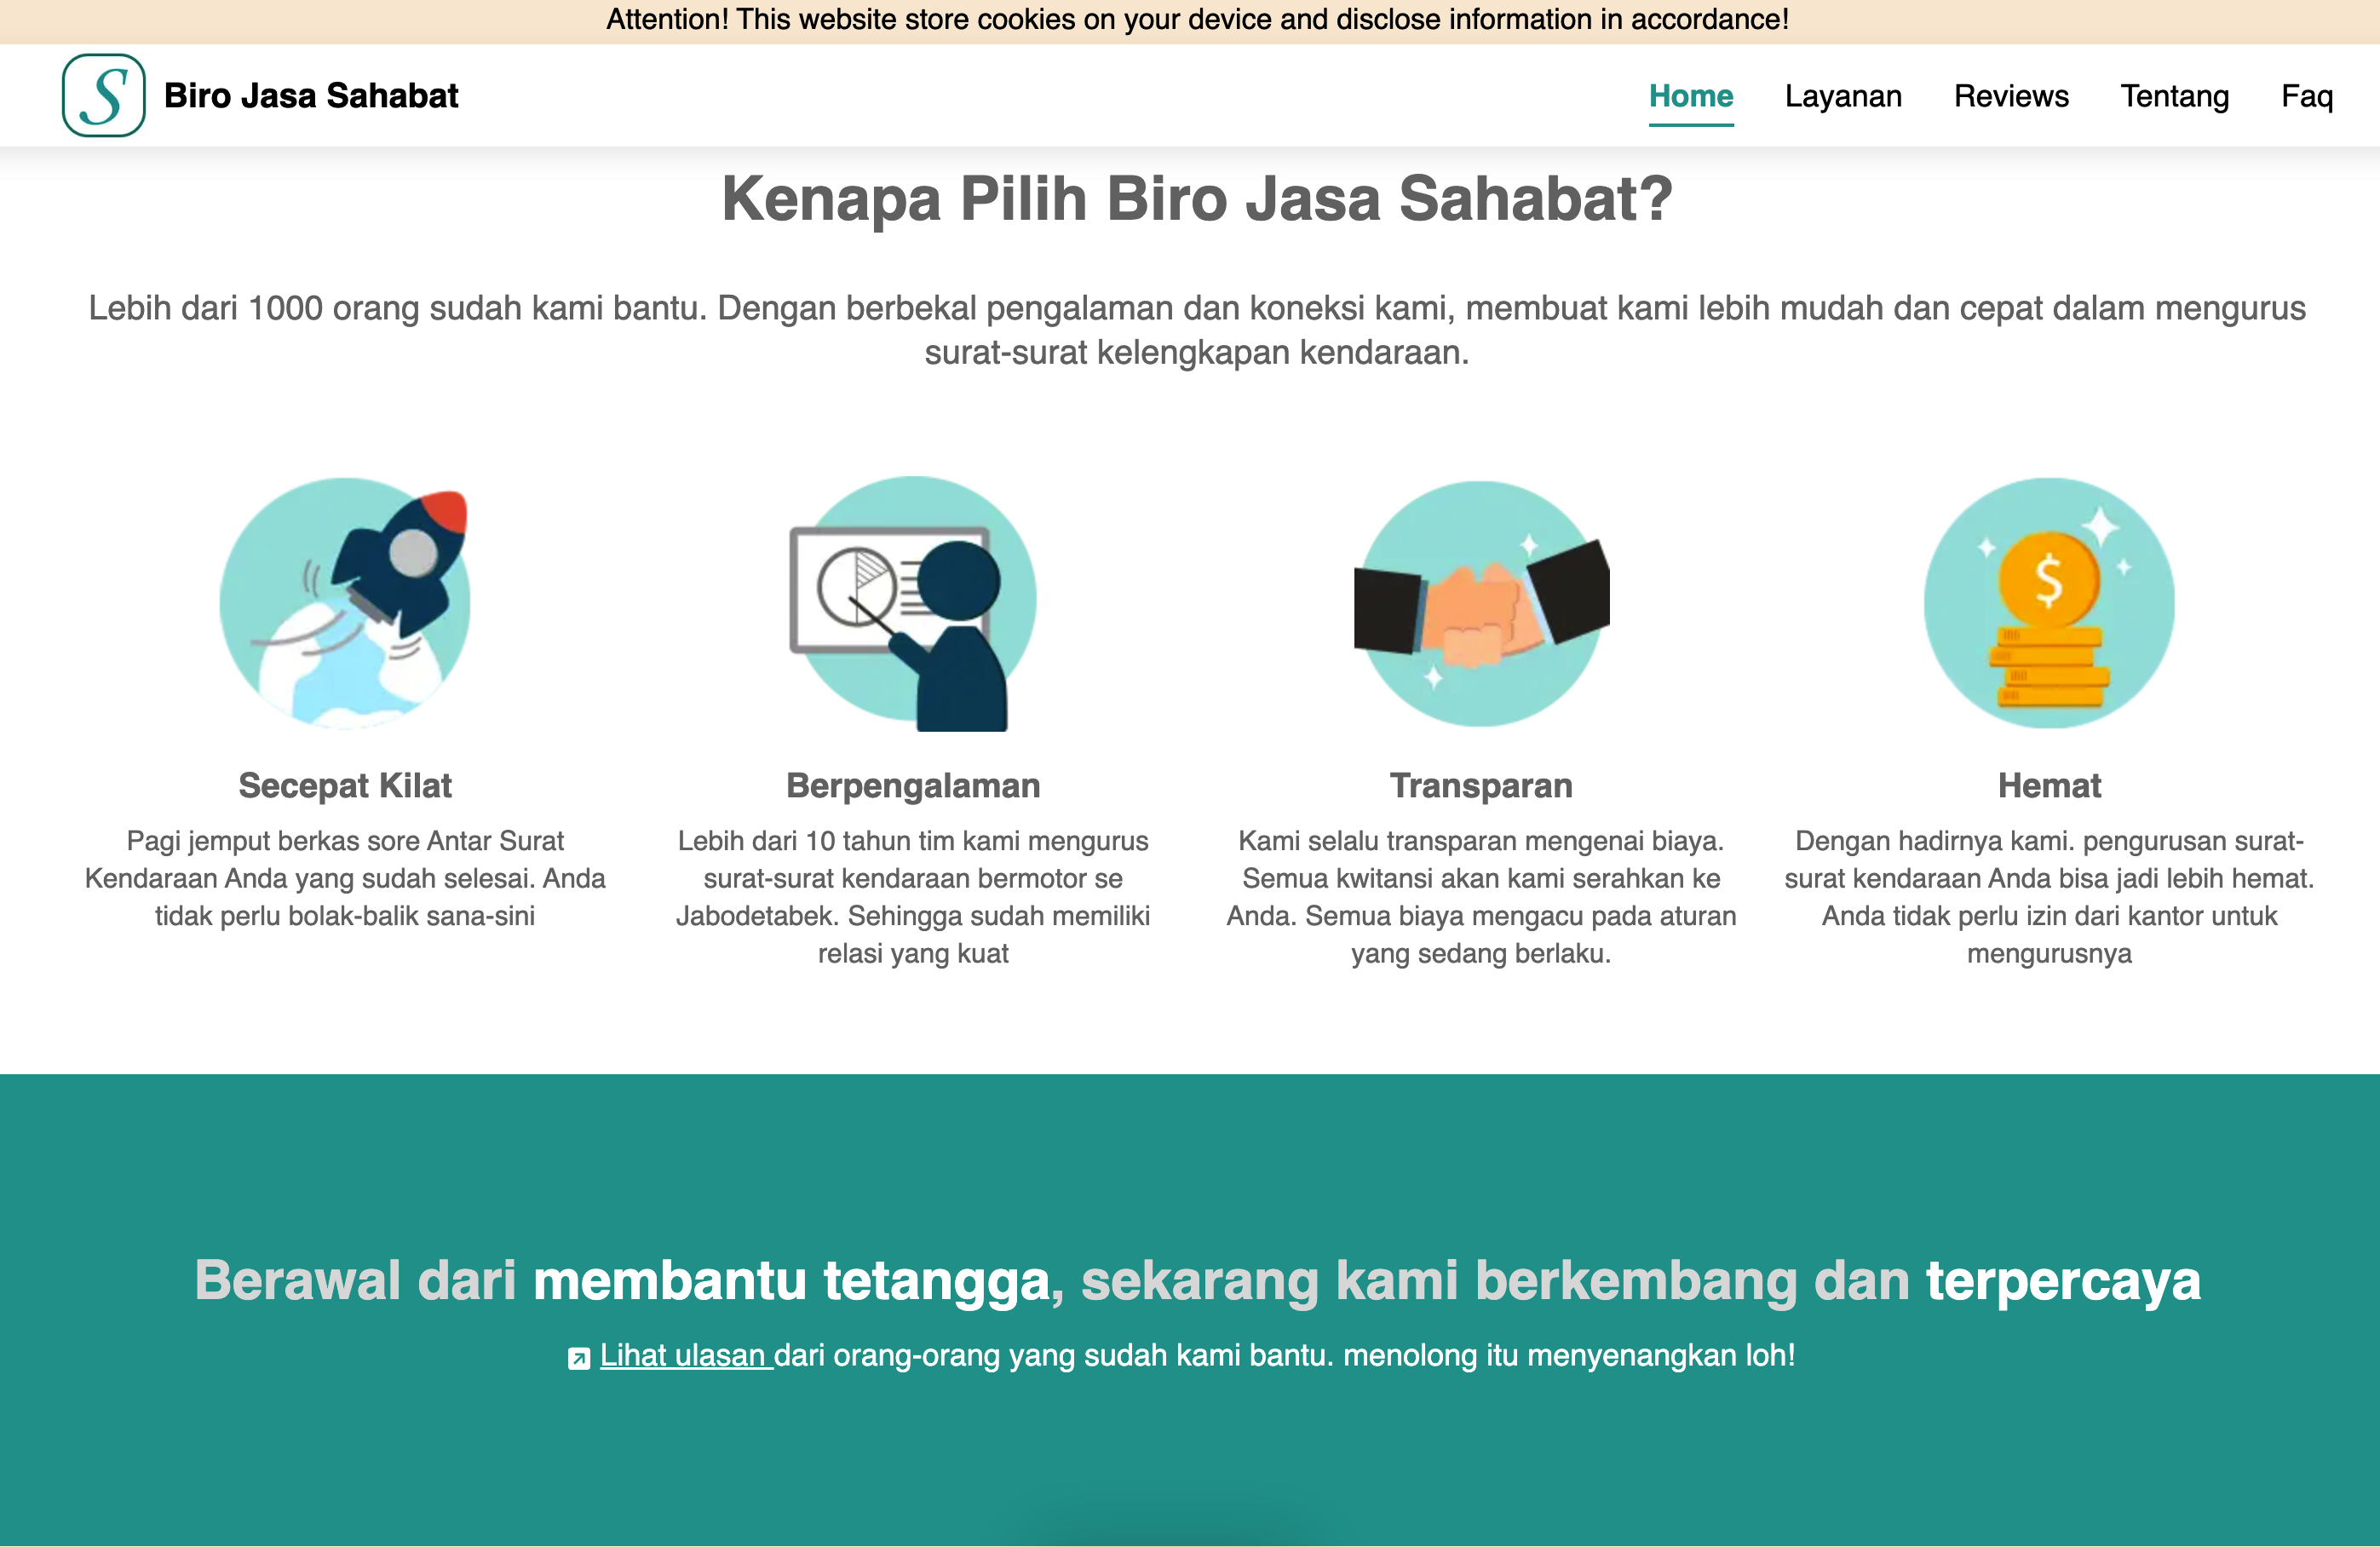 Attention! This website store cookies on your device and disclose information in accordance!
S
Biro Jasa Sahabat
Home
Layanan
Reviews
Tentang
Faq
Kenapa Pilih Biro Jasa Sahabat?
Lebih dari 1000 orang sudah kami bantu. Dengan berbekal pengalaman dan koneksi kami, membuat kami lebih mudah dan cepat dalam mengurus
surat-surat kelengkapan kendaraan.
$
Secepat Kilat
Pagi jemput berkas sore Antar Surat
Kendaraan Anda yang sudah selesai. Anda
tidak perlu bolak-balik sana-sini
Berpengalaman
Lebih dari 10 tahun tim kami mengurus
surat-surat kendaraan bermotor se
Jabodetabek. Sehingga sudah memiliki
relasi yang kuat
Transparan
Kami selalu transparan mengenai biaya.
Semua kwitansi akan kami serahkan ke
Anda. Semua biaya mengacu pada aturan
yang sedang berlaku.
Hemat
Dengan hadirnya kami. pengurusan surat-
surat kendaraan Anda bisa jadi lebih hemat.
Anda tidak perlu izin dari kantor untuk
mengurusnya
Berawal dari membantu tetangga, sekarang kami berkembang dan terpercaya
Lihat ulasan dari orang-orang yang sudah kami bantu. menolong itu menyenangkan loh!